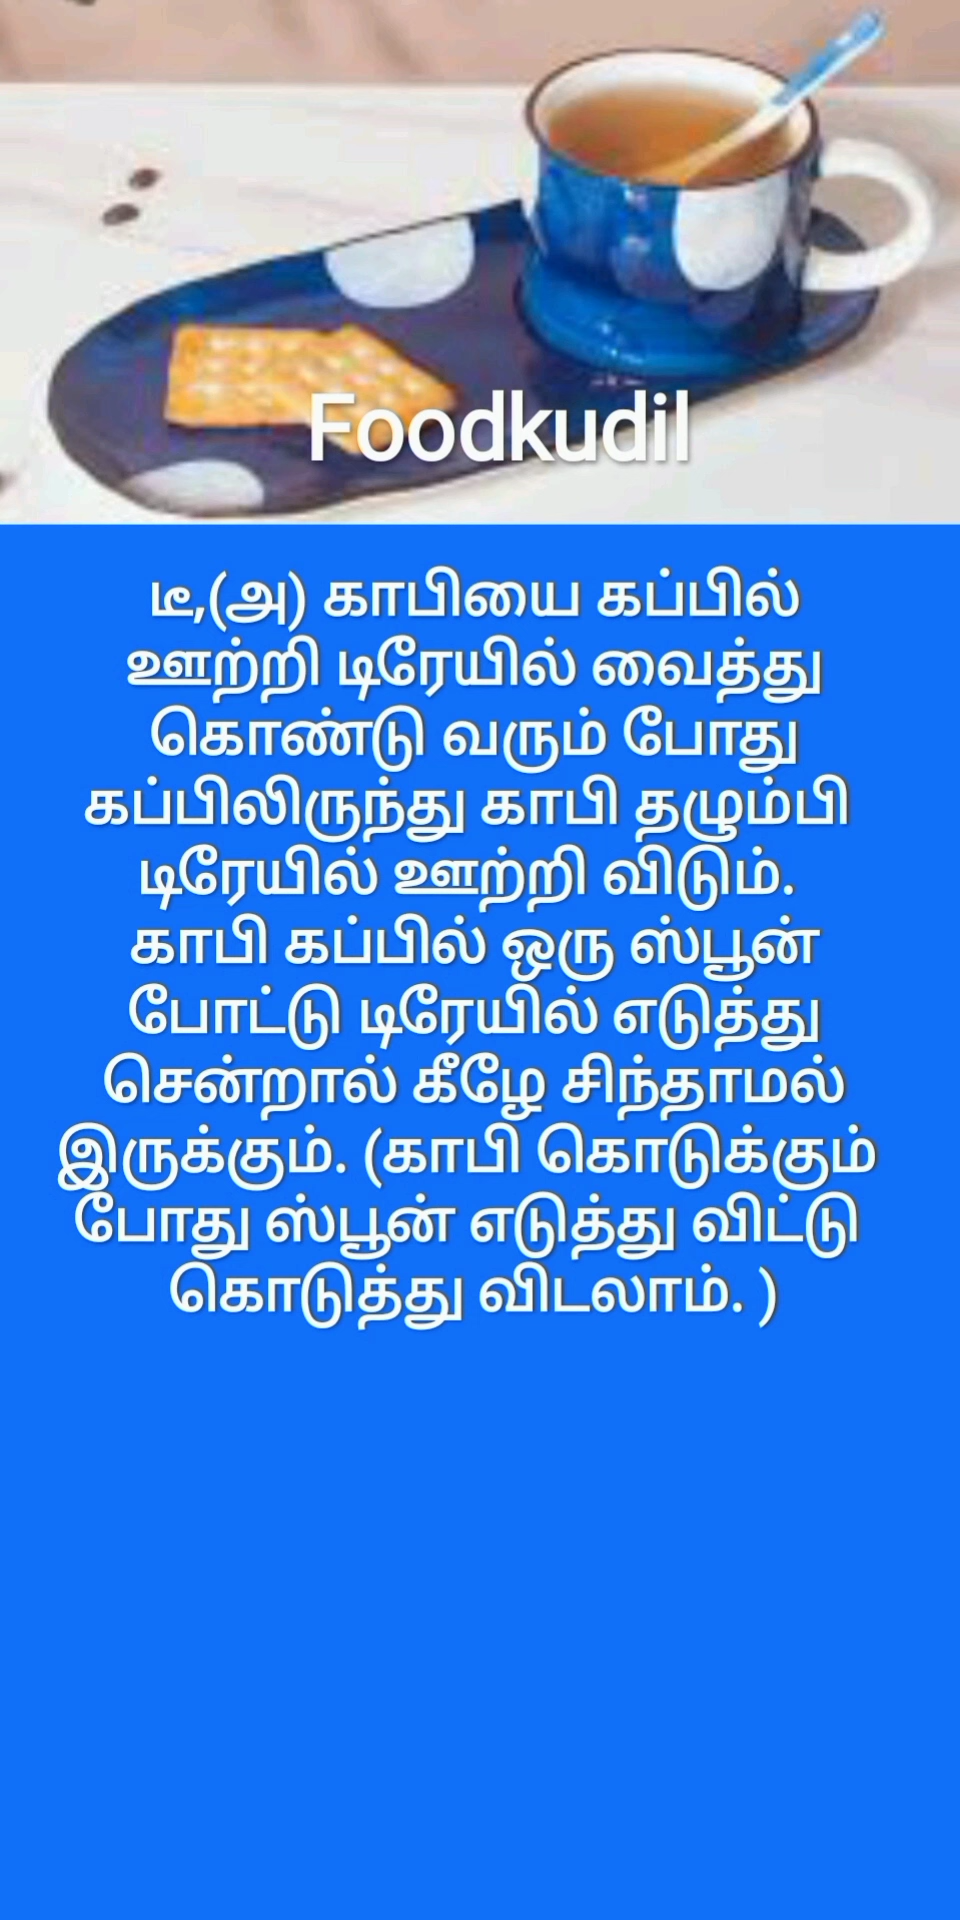 Foodkudil
டீ,(அ) காபியை கப்பில்
ஊற்றி டிரேயில் வைத்து
கொண்டு வரும் போது
கப்பிலிருந்து காபி தழும்பி
டிரேயில் ஊற்றி விடும்.
காபி கப்பில் ஒரு ஸ்பூன்
போட்டு டிரேயில் எடுத்து
சென்றால் கீழே சிந்தாமல்
இருக்கும். (காபி கொடுக்கும்
போது ஸ்பூன் எடுத்து விட்டு
கொடுத்து விடலாம். )